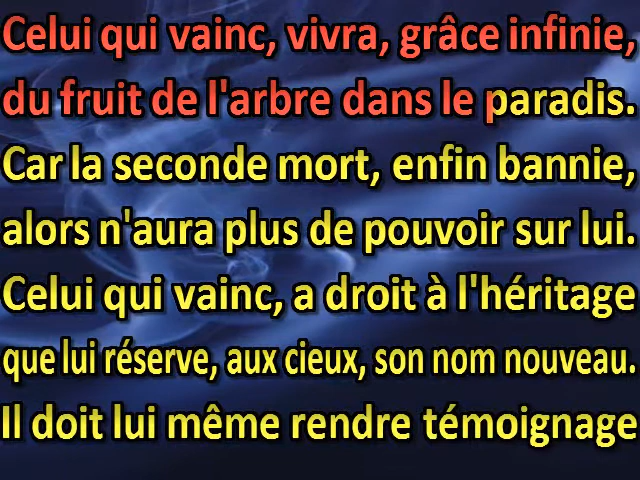 Celui qui vainc, vivra, grâce infinie,
du fruit de l'arbre dans le paradis.
Car la seconde mort, enfin bannie,
alors n'aura plus de pouvoir sur lui.
Celui qui vainc, a droit à l'héritage
que lui réserve, aux cieux, son nom nouveau.
Il doit lui même rendre témoignage